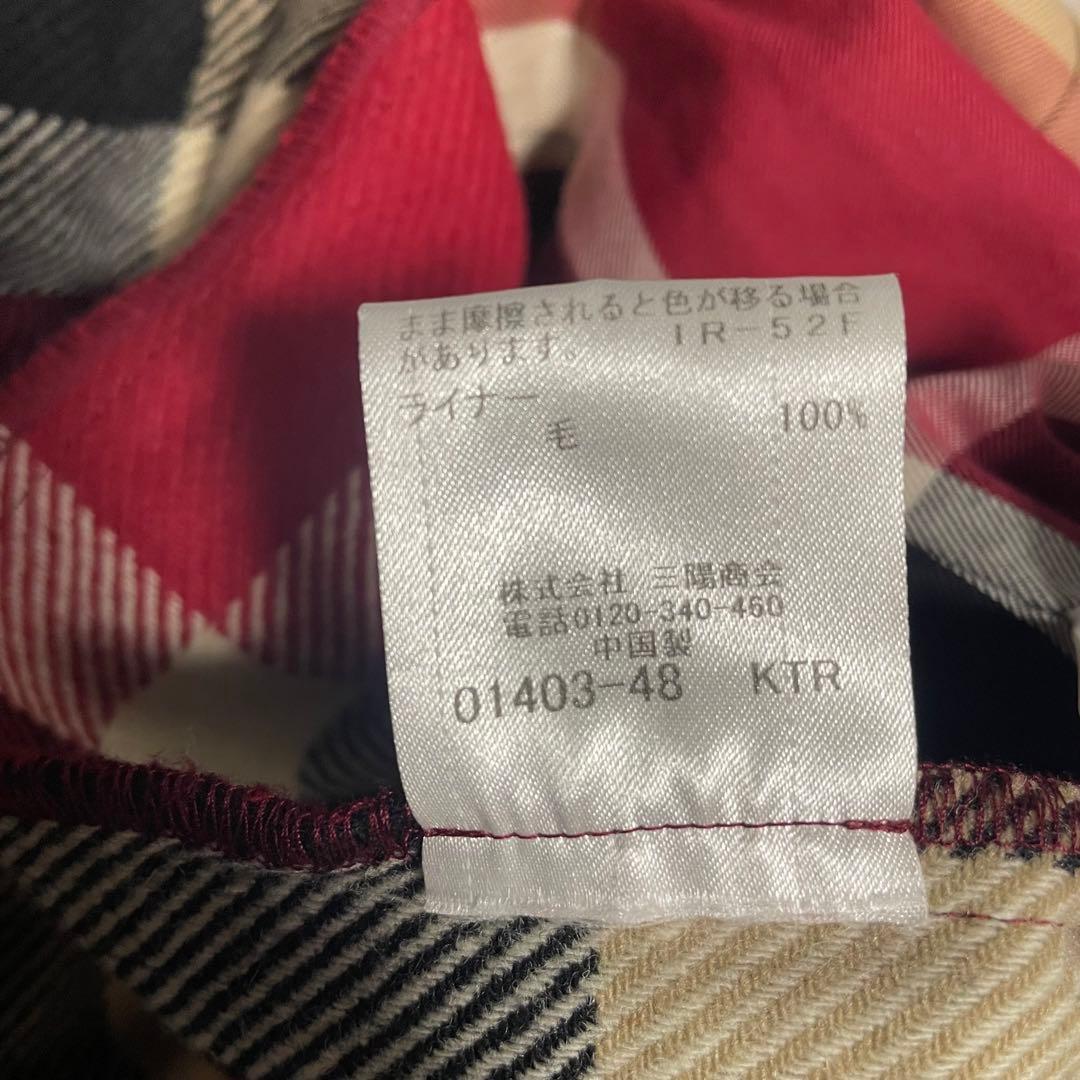 まま摩擦されると色が移る場合
があります。 IR-52F
ライナー
毛 100%
株式会社 三陽商会
電話0120-340-460
中国製
01403-48 KTR